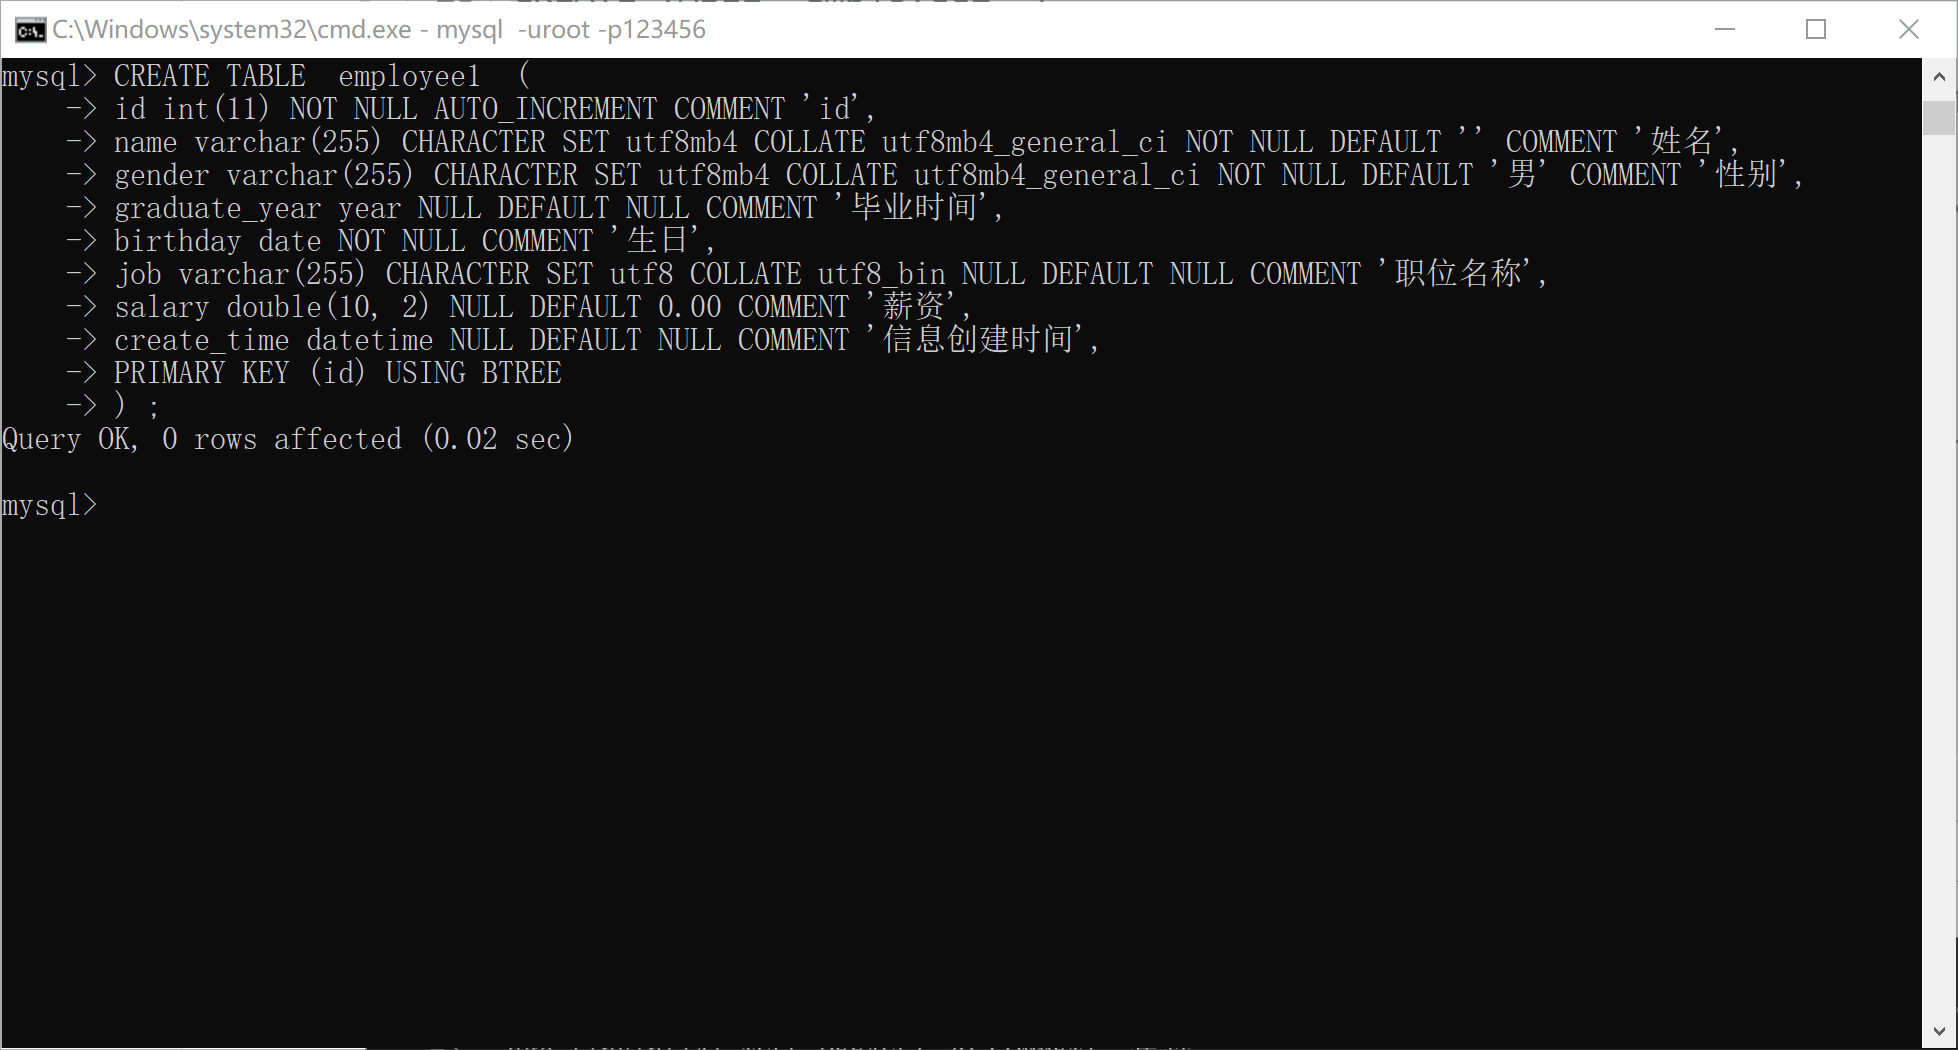 C:\Windows\system32\cmd.exe - mysql  -uroot -p123456
mysql> CREATE TABLE  employee1  (
    -> id int(11) NOT NULL AUTO_INCREMENT COMMENT 'id',
    -> name varchar(255) CHARACTER SET utf8mb4 COLLATE utf8mb4_general_ci NOT NULL DEFAULT '' COMMENT '姓名',
    -> gender varchar(255) CHARACTER SET utf8mb4 COLLATE utf8mb4_general_ci NOT NULL DEFAULT '男' COMMENT '性别',
    -> graduate_year year NULL DEFAULT NULL COMMENT '毕业时间',
    -> birthday date NOT NULL COMMENT '生日',
    -> job varchar(255) CHARACTER SET utf8 COLLATE utf8_bin NULL DEFAULT NULL COMMENT '职位名称',
    -> salary double(10, 2) NULL DEFAULT 0.00 COMMENT '薪资',
    -> create_time datetime NULL DEFAULT NULL COMMENT '信息创建时间',
    -> PRIMARY KEY (id) USING BTREE
    -> ) ;
Query OK, 0 rows affected (0.02 sec)
mysql>